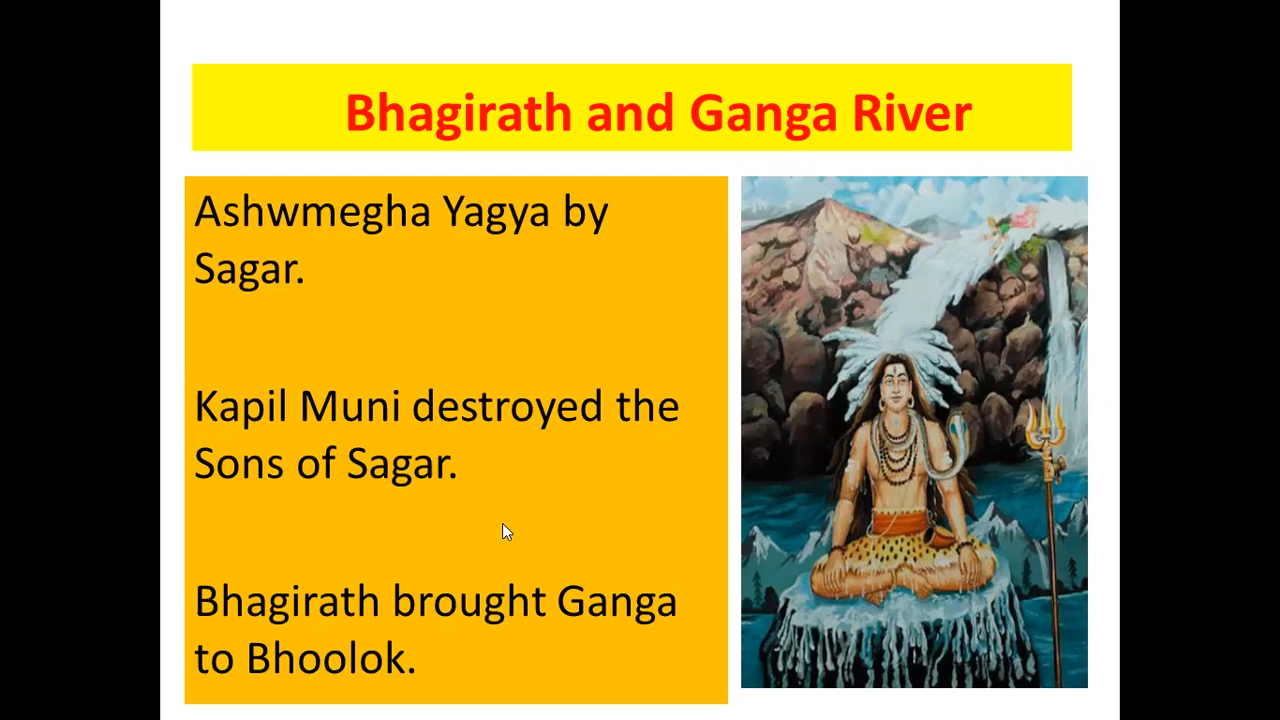 Bhagirath and Ganga River
Ashwmegha Yagya by
Sagar.
Kapil Muni destroyed the
Sons of Sagar.
Bhagirath brought Ganga
to Bhoolok.